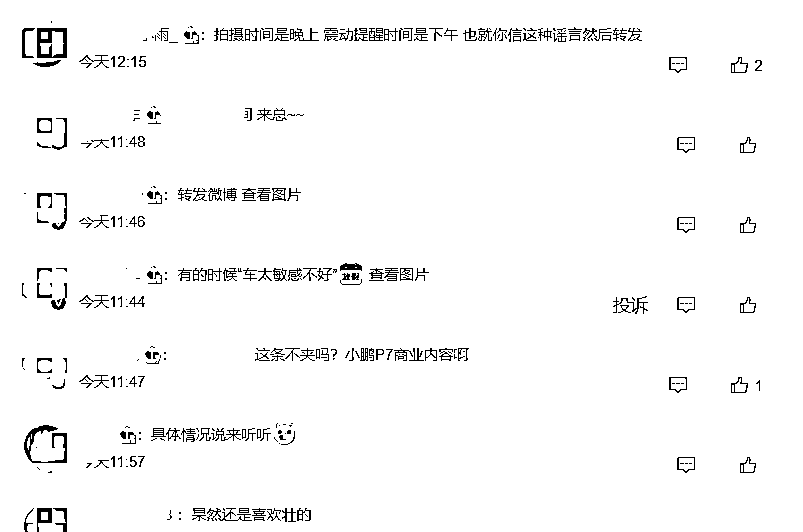 雨_：拍摄时间是晚上 震动提醒时间是下午 也就你信这种谣言然后转发
今天12:15
2
来总~~
今天11:48
：转发微博 查看图片
今天11:46
：有的时候“车太敏感不好” 查看图片
今天11:44
投诉
：这条不夹吗？小鹏P7商业内容啊
今天11:47
1
：具体情况说来听听
今天11:57
：果然还是喜欢壮的